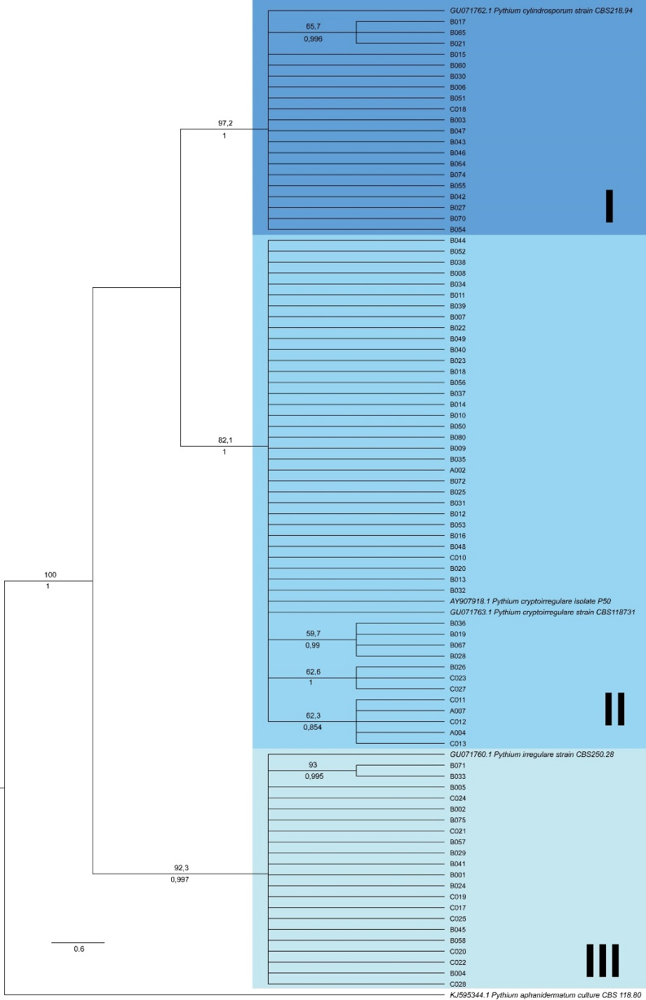 GU071762.1 Pythium cylindrosporum strain CBS218.94
B017
65,7
B065
0,996
B021
B015
B060
B030
B006
B051
C018
B003
97,2
B047
1
B043
B046
B064
B074
B055
B042
I
B027
B070
B054
B044
B052
B038
B008
B034
B011
B039
B007
B022
B049
B040
B023
B018
B056
B037
B014
B010
B050
B080
82,1
B009
1
B035
A002
B072
B025
B031
B012
B053
B016
B048
C010
B020
100
B013
1
B032
AY907918.1 Pythium cryptoirregulare isolate P50
GU071763.1 Pythium cryptoirregulare strain CBS118731
B036
59,7
B019
0,99
B067
B028
B026
62,6
C023
1
C027
C011
II
A007
62,3
C012
0,854
A004
C013
GU071760.1 Pythium irregulare strain CBS250.28
93
B071
0,995
B033
B005
C024
B002
B075
C021
B057
B029
B041
92,3
B001
0,997
B024
C019
C017
C025
B045
B058
0.6
C020
III
C022
B004
C028
KJ595344.1 Pythium aphanidermatum culture CBS 118.80